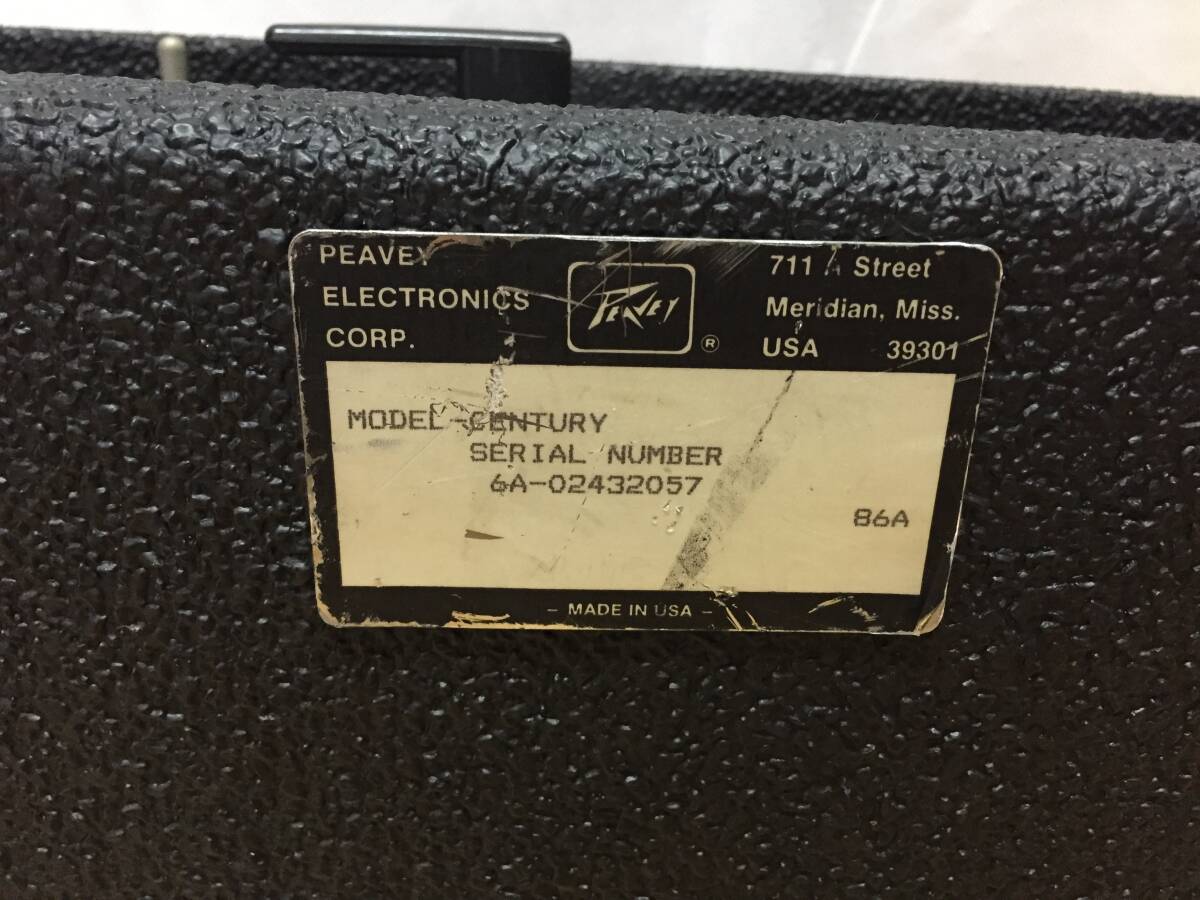 PEAVEY
ELECTRONICS
CORP.
PEAVEY
®
711 A Street
Meridian, Miss.
USA 39301
MODEL-CENTURY
SERIAL NUMBER
6A-02432057
86A
- MADE IN USA -